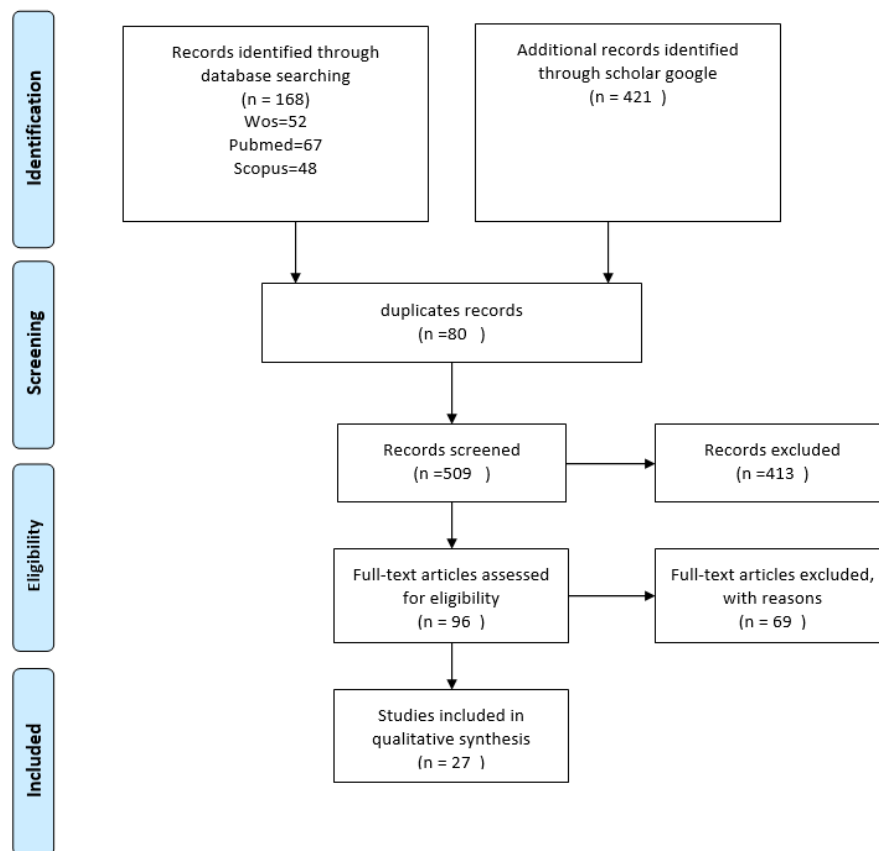 Identification
Records identified through
database searching
(n = 168)
Wos=52
Pubmed=67
Scopus=48
Additional records identified
through scholar google
(n = 421  )
Screening
duplicates records
(n =80  )
Records screened
(n =509  )
Records excluded
(n =413  )
Eligibility
Full-text articles assessed
for eligibility
(n = 96  )
Full-text articles excluded,
with reasons
(n = 69  )
Included
Studies included in
qualitative synthesis
(n = 27  )